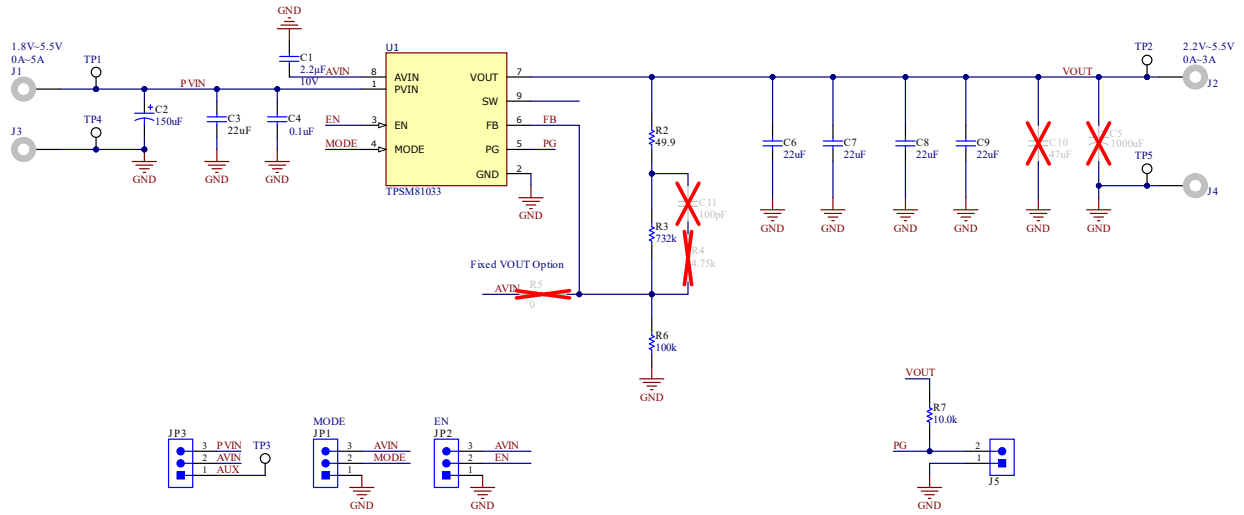 GND
1.8V~5.5V
0A~5A
J1
TP1
PVIN
C1
2.2µF
10V
AVIN
U1
8 AVIN
1 PVIN
EN 3 EN
MODE 4 MODE
VOUT 7
SW 9
FB 6 FB
PG 5 PG
GND 2
TPSM81033
GND
C2
150uF
C3
22uF
C4
0.1uF
J3
TP4
GND
GND
GND
R2
49.9
C11
100pF
R3
732k
R4
4.75k
Fixed VOUT Option
AVIN
R5
0
R6
100k
GND
C6
22uF
C7
22uF
C8
22uF
C9
22uF
C10
47uF
C5
1000uF
GND
GND
GND
GND
GND
GND
VOUT
TP2
2.2V~5.5V
0A~3A
J2
TP5
J4
JP3
3 PVIN
2 AVIN
1 AUX
TP3
MODE
JP1
3 AVIN
2 MODE
1
GND
EN
JP2
3 AVIN
2 EN
1
GND
VOUT
R7
10.0k
PG
2
1
J5
GND